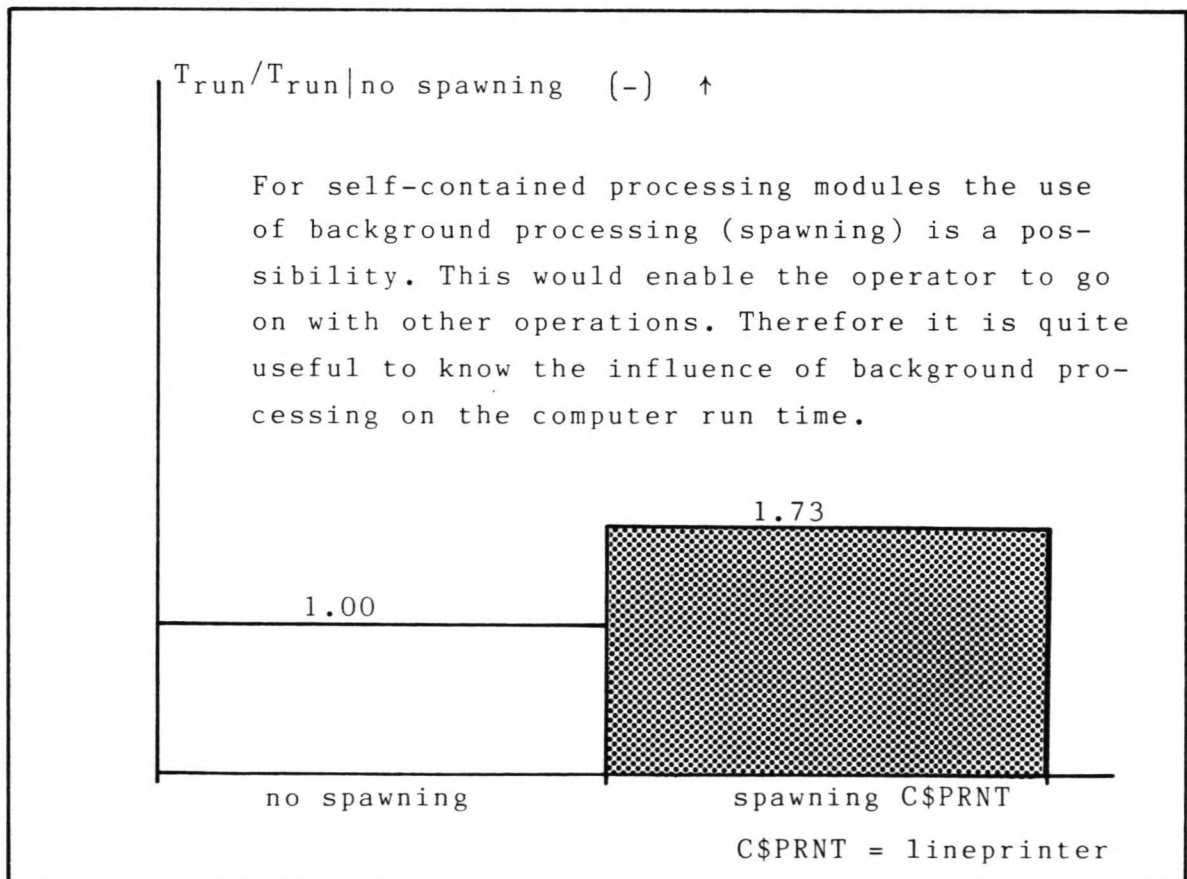 Trun/Trun|no spawning (-) ↑
For self-contained processing modules the use
of background processing (spawning) is a pos-
sibility. This would enable the operator to go
on with other operations. Therefore it is quite
useful to know the influence of background pro-
cessing on the computer run time.
1.73
1.00
no spawning spawning C$PRNT
C$PRNT = lineprinter